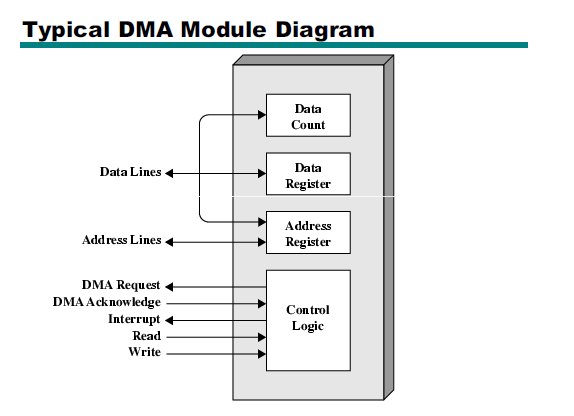 Typical DMA Module Diagram
Data
Count
Data Lines
Data
Register
Address Lines
Address
Register
DMA Request
DMA Acknowledge
Interrupt
Read
Write
Control
Logic